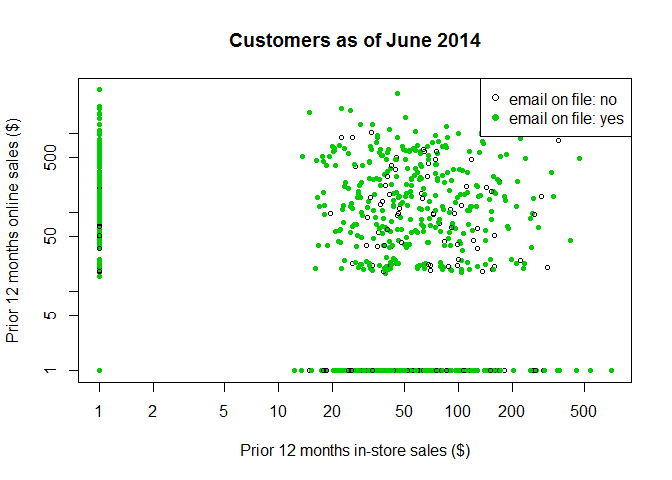 Customers as of June 2014
email on file: no
email on file: yes
Prior 12 months online sales ($)
500
50
5
1
1 2 5 10 20 50 100 200 500
Prior 12 months in-store sales ($)